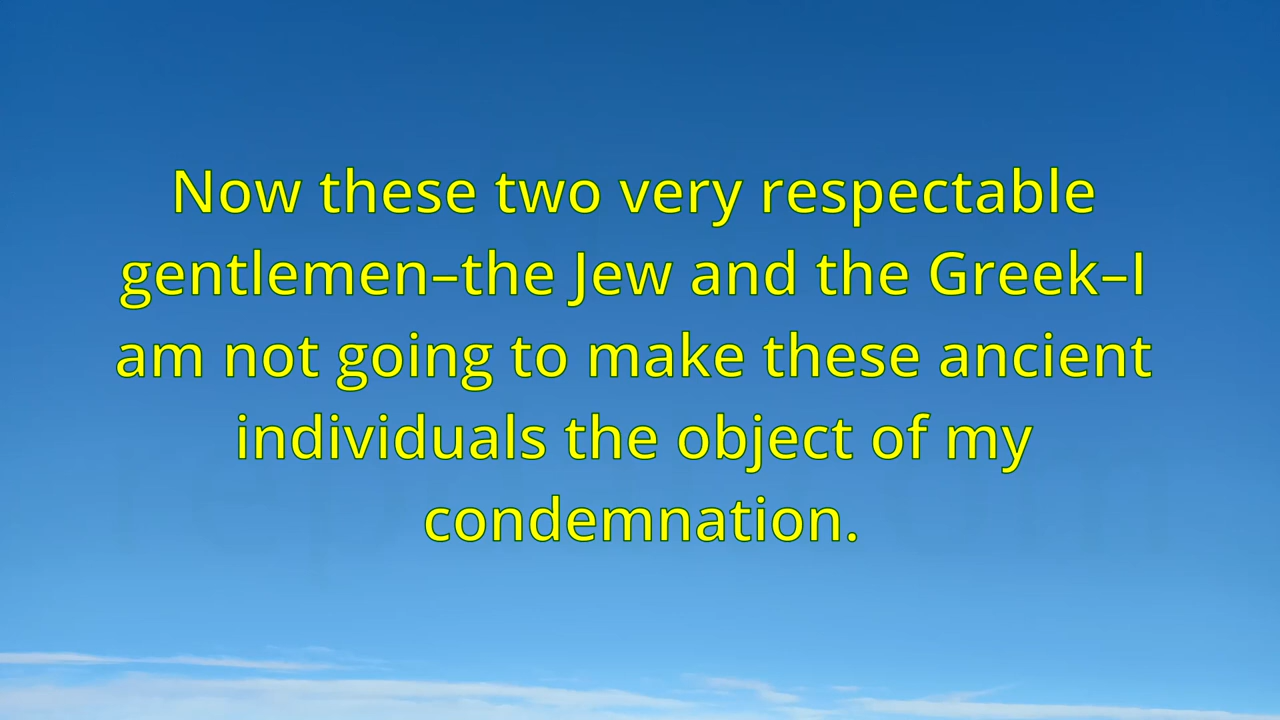 Now these two very respectable
gentlemen–the Jew and the Greek–I
am not going to make these ancient
individuals the object of my
condemnation.